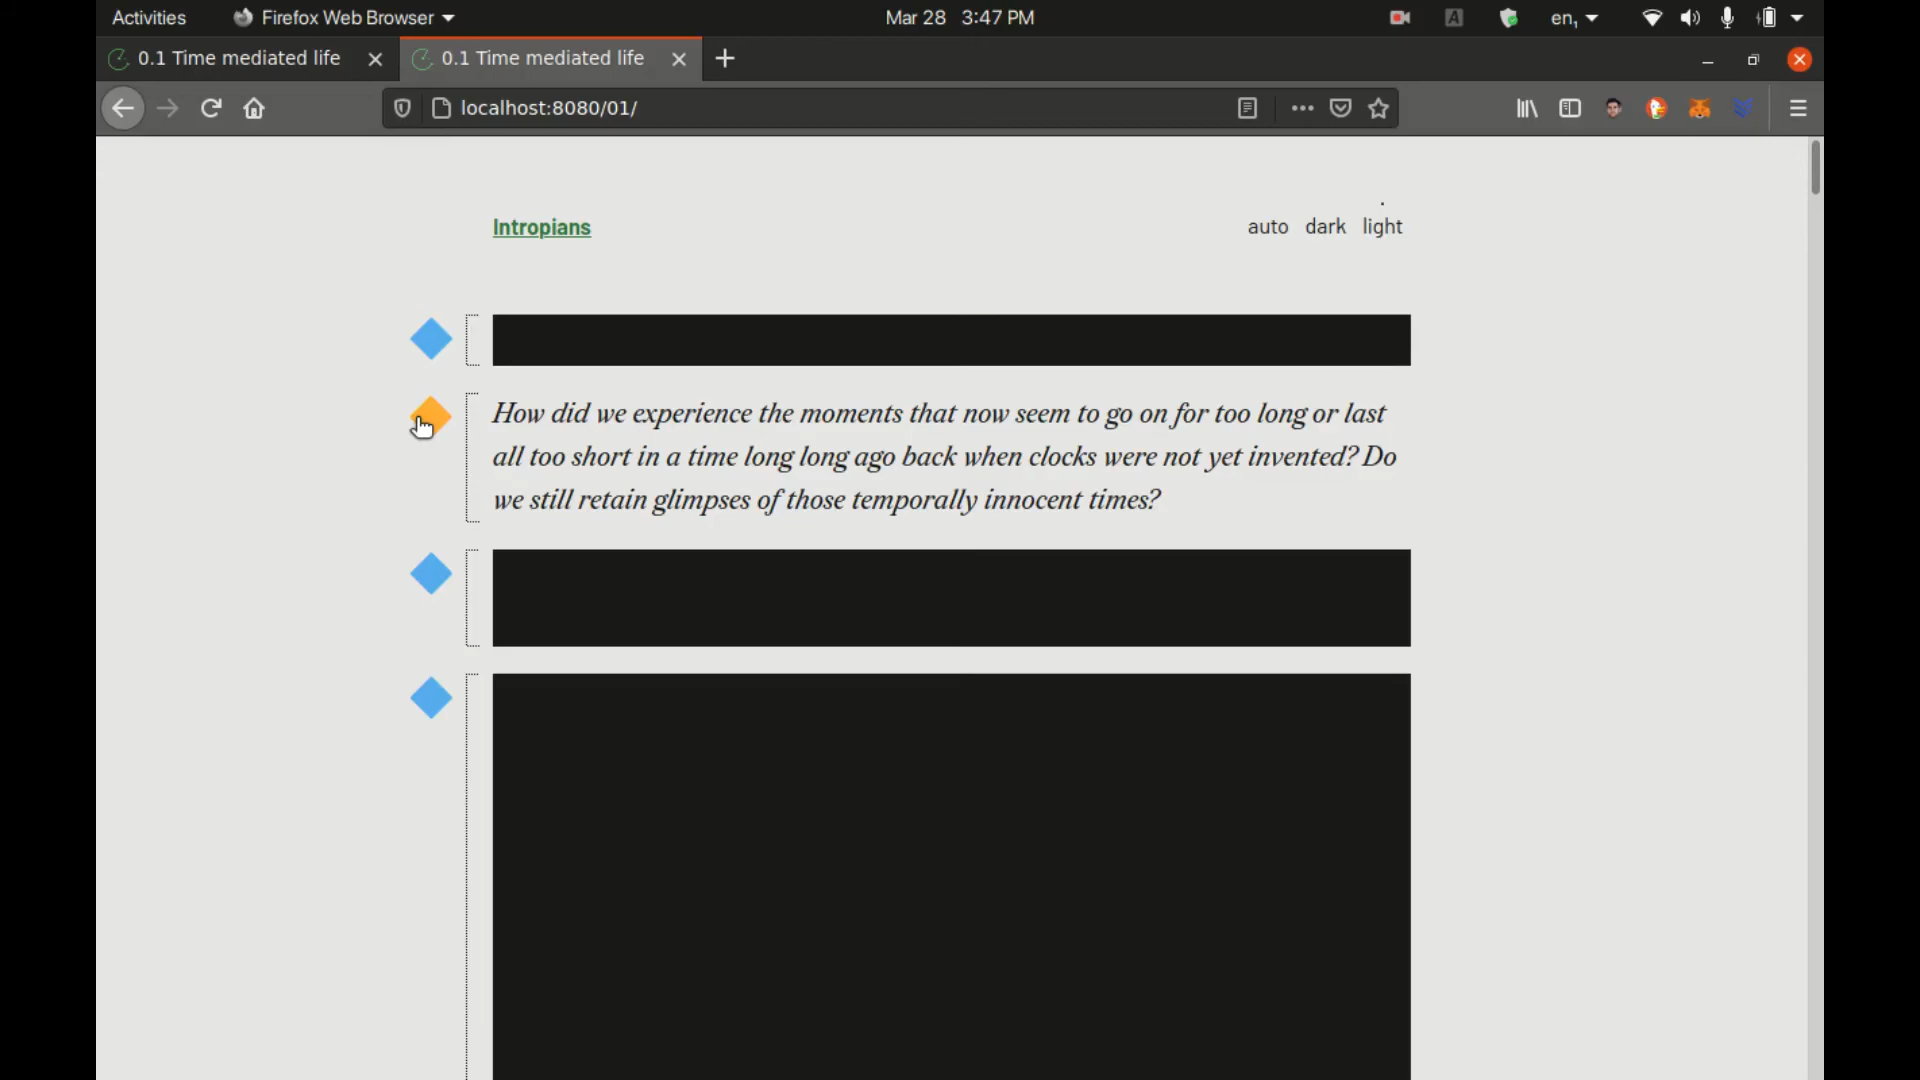 Activities Firefox Web Browser Mar 28 3:47 PM A en,
0.1 Time mediated life 0.1 Time mediated life
localhost:8080/01/
Intropians auto dark light
How did we experience the moments that now seem to go on for too long or last
all too short in a time long long ago back when clocks were not yet invented? Do
we still retain glimpses of those temporally innocent times?